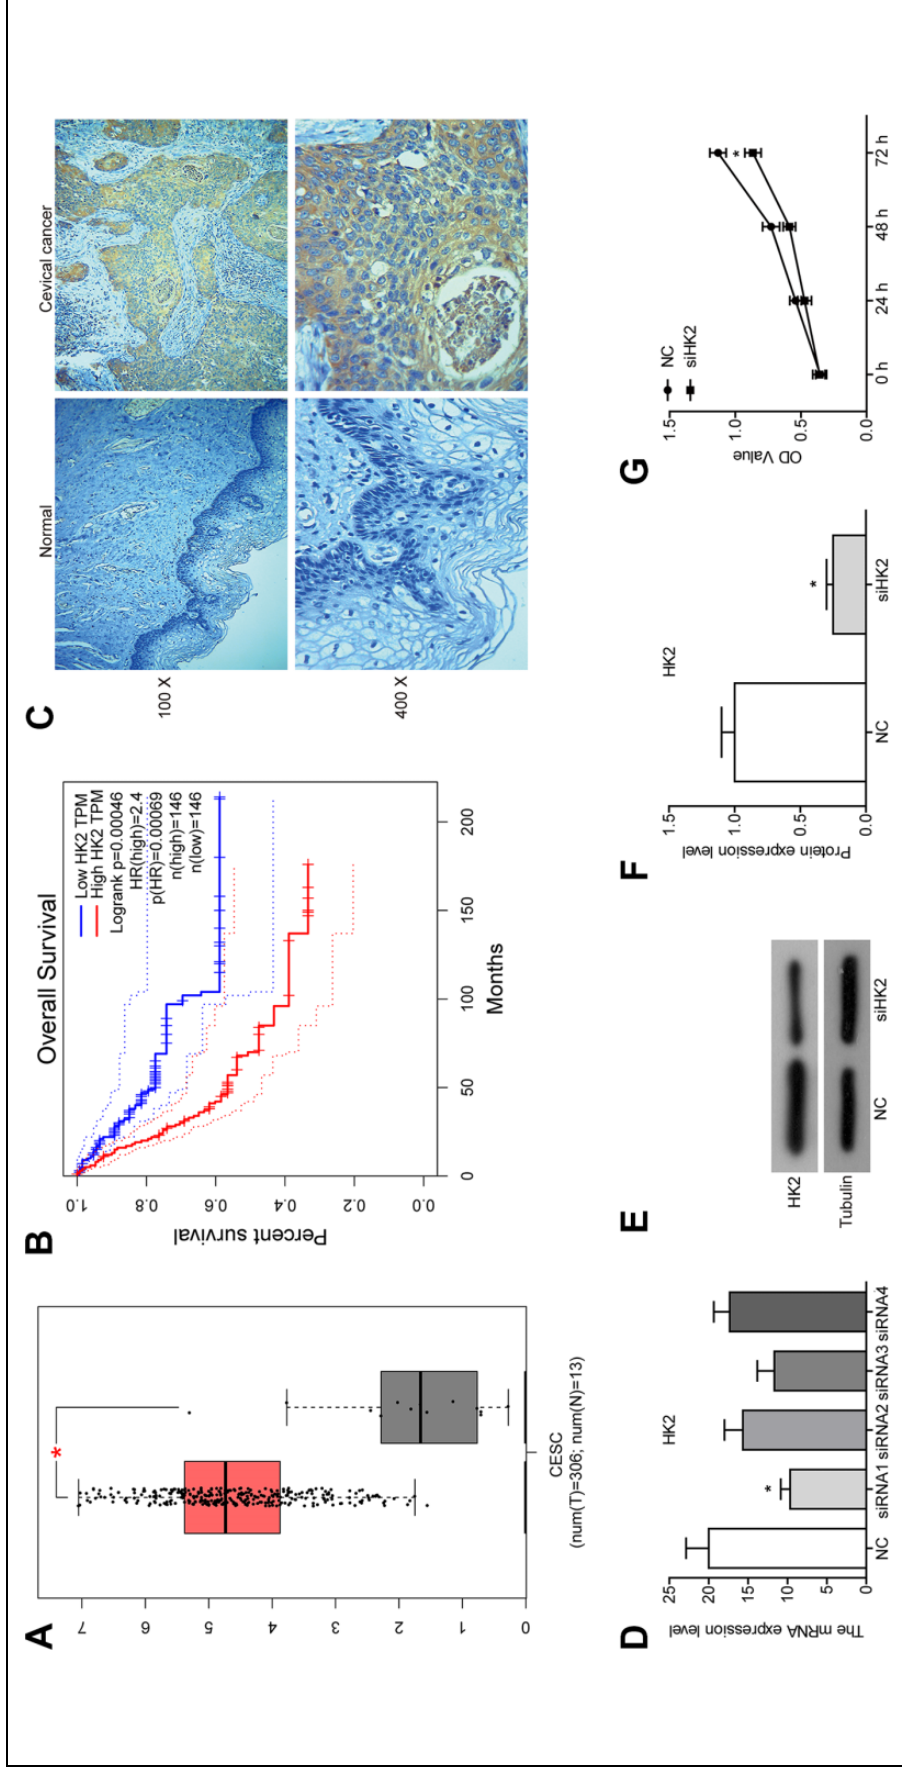 A
7
6
5
4
3
2
1
0
*
CESC
(num(T)=306; num(N)=13)
B
Overall Survival
Percent survival
1.0
0.8
0.6
0.4
0.2
0.0
Low HK2 TPM
High HK2 TPM
Logrank p=0.00046
HR(high)=2.4
p(HR)=0.00069
n(high)=146
n(low)=146
0
50
100
150
200
Months
C
Normal
Cevical cancer
100 X
400 X
D
HK2
The mRNA expression level
25
20
15
10
5
0
*
NC
siRNA1
siRNA2
siRNA3
siRNA4
E
HK2
Tubulin
NC
siHK2
F
HK2
Protein expression level
1.5
1.0
0.5
0.0
*
NC
siHK2
G
NC
siHK2
OD Value
1.5
1.0
0.5
0.0
*
0 h
24 h
48 h
72 h